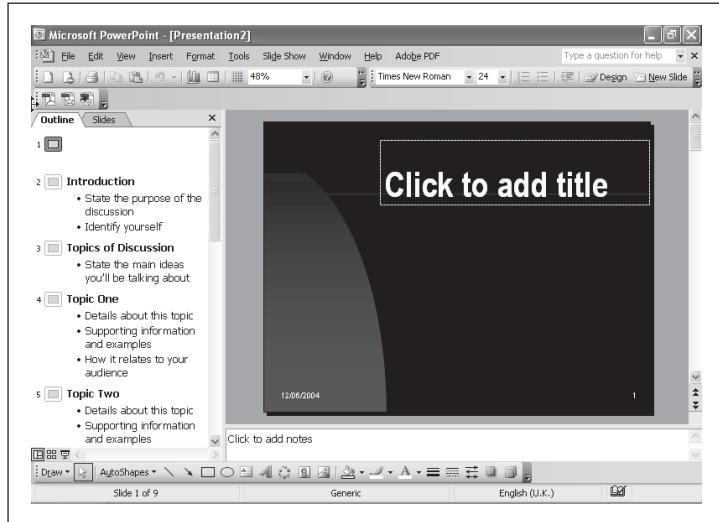 Microsoft PowerPoint - [Presentation2]
File Edit View Insert Format Tools Slide Show Window Help Adobe PDF
Type a question for help
48% Times New Roman 24 Design New Slide
Outline Slides
1
2 Introduction
• State the purpose of the
discussion
• Identify yourself
3 Topics of Discussion
• State the main ideas
you'll be talking about
4 Topic One
• Details about this topic
• Supporting information
and examples
• How it relates to your
audience
5 Topic Two
• Details about this topic
• Supporting information
and examples
Click to add title
12/06/2004 1
Click to add notes
Draw AutoShapes A
Slide 1 of 9 Generic English (U.K.)